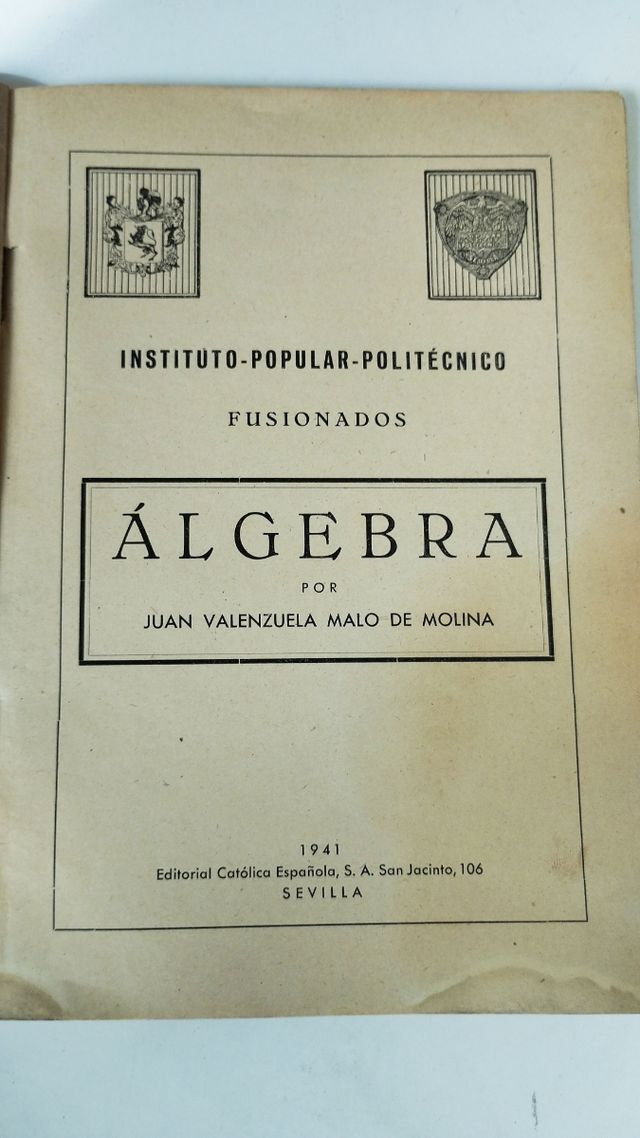 INSTITUTO-POPULAR-POLITÉCNICO
FUSIONADOS
ÁLGEBRA
POR
JUAN VALENZUELA MALO DE MOLINA
1941
Editorial Católica Española, S. A. San Jacinto, 106
SEVILLA